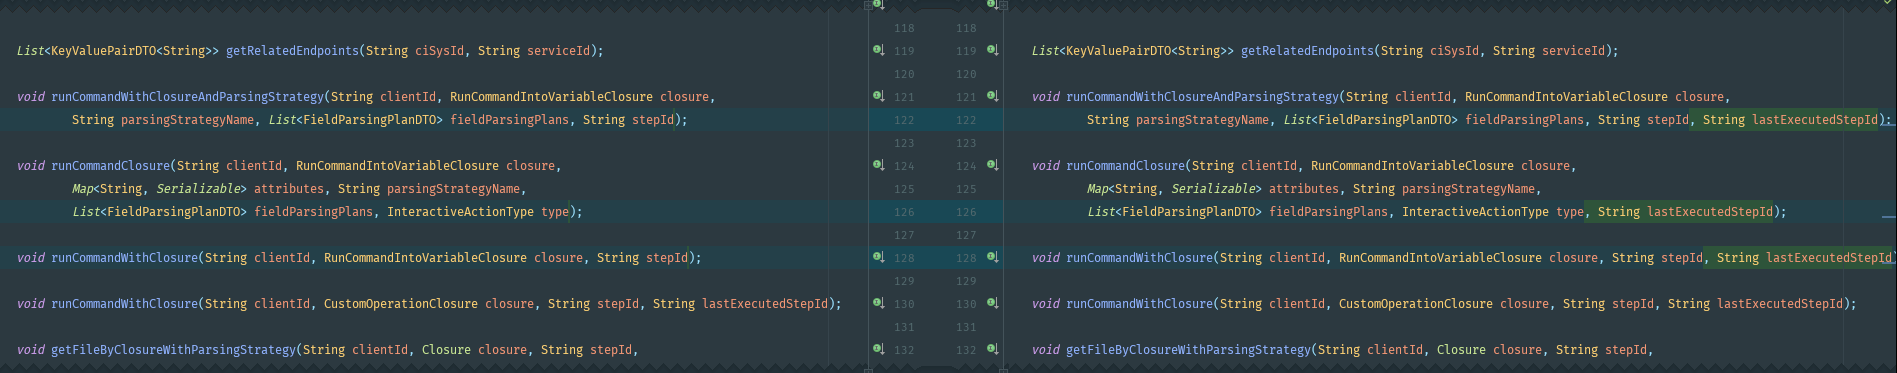 118 118
List<KeyValuePairDTO<String>> getRelatedEndpoints(String ciSysId, String serviceId); 119 119 List<KeyValuePairDTO<String>> getRelatedEndpoints(String ciSysId, String serviceId);
120 120
void runCommandWithClosureAndParsingStrategy(String clientId, RunCommandIntoVariableClosure closure, 121 121 void runCommandWithClosureAndParsingStrategy(String clientId, RunCommandIntoVariableClosure closure,
String parsingStrategyName, List<FieldParsingPlanDTO> fieldParsingPlans, String stepId); 122 122 String parsingStrategyName, List<FieldParsingPlanDTO> fieldParsingPlans, String stepId, String lastExecutedStepId);
123 123
void runCommandClosure(String clientId, RunCommandIntoVariableClosure closure, 124 124 void runCommandClosure(String clientId, RunCommandIntoVariableClosure closure,
Map<String, Serializable> attributes, String parsingStrategyName, 125 125 Map<String, Serializable> attributes, String parsingStrategyName,
List<FieldParsingPlanDTO> fieldParsingPlans, InteractiveActionType type); 126 126 List<FieldParsingPlanDTO> fieldParsingPlans, InteractiveActionType type, String lastExecutedStepId);
127 127
void runCommandWithClosure(String clientId, RunCommandIntoVariableClosure closure, String stepId); 128 128 void runCommandWithClosure(String clientId, RunCommandIntoVariableClosure closure, String stepId, String lastExecutedStepId)
129 129
void runCommandWithClosure(String clientId, CustomOperationClosure closure, String stepId, String lastExecutedStepId); 130 130 void runCommandWithClosure(String clientId, CustomOperationClosure closure, String stepId, String lastExecutedStepId);
131 131
void getFileByClosureWithParsingStrategy(String clientId, Closure closure, String stepId, 132 132 void getFileByClosureWithParsingStrategy(String clientId, Closure closure, String stepId,